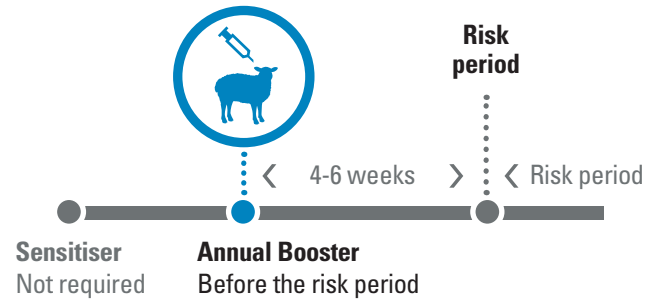 Risk
period
4-6 weeks
Risk period
Sensitiser
Not required
Annual Booster
Before the risk period